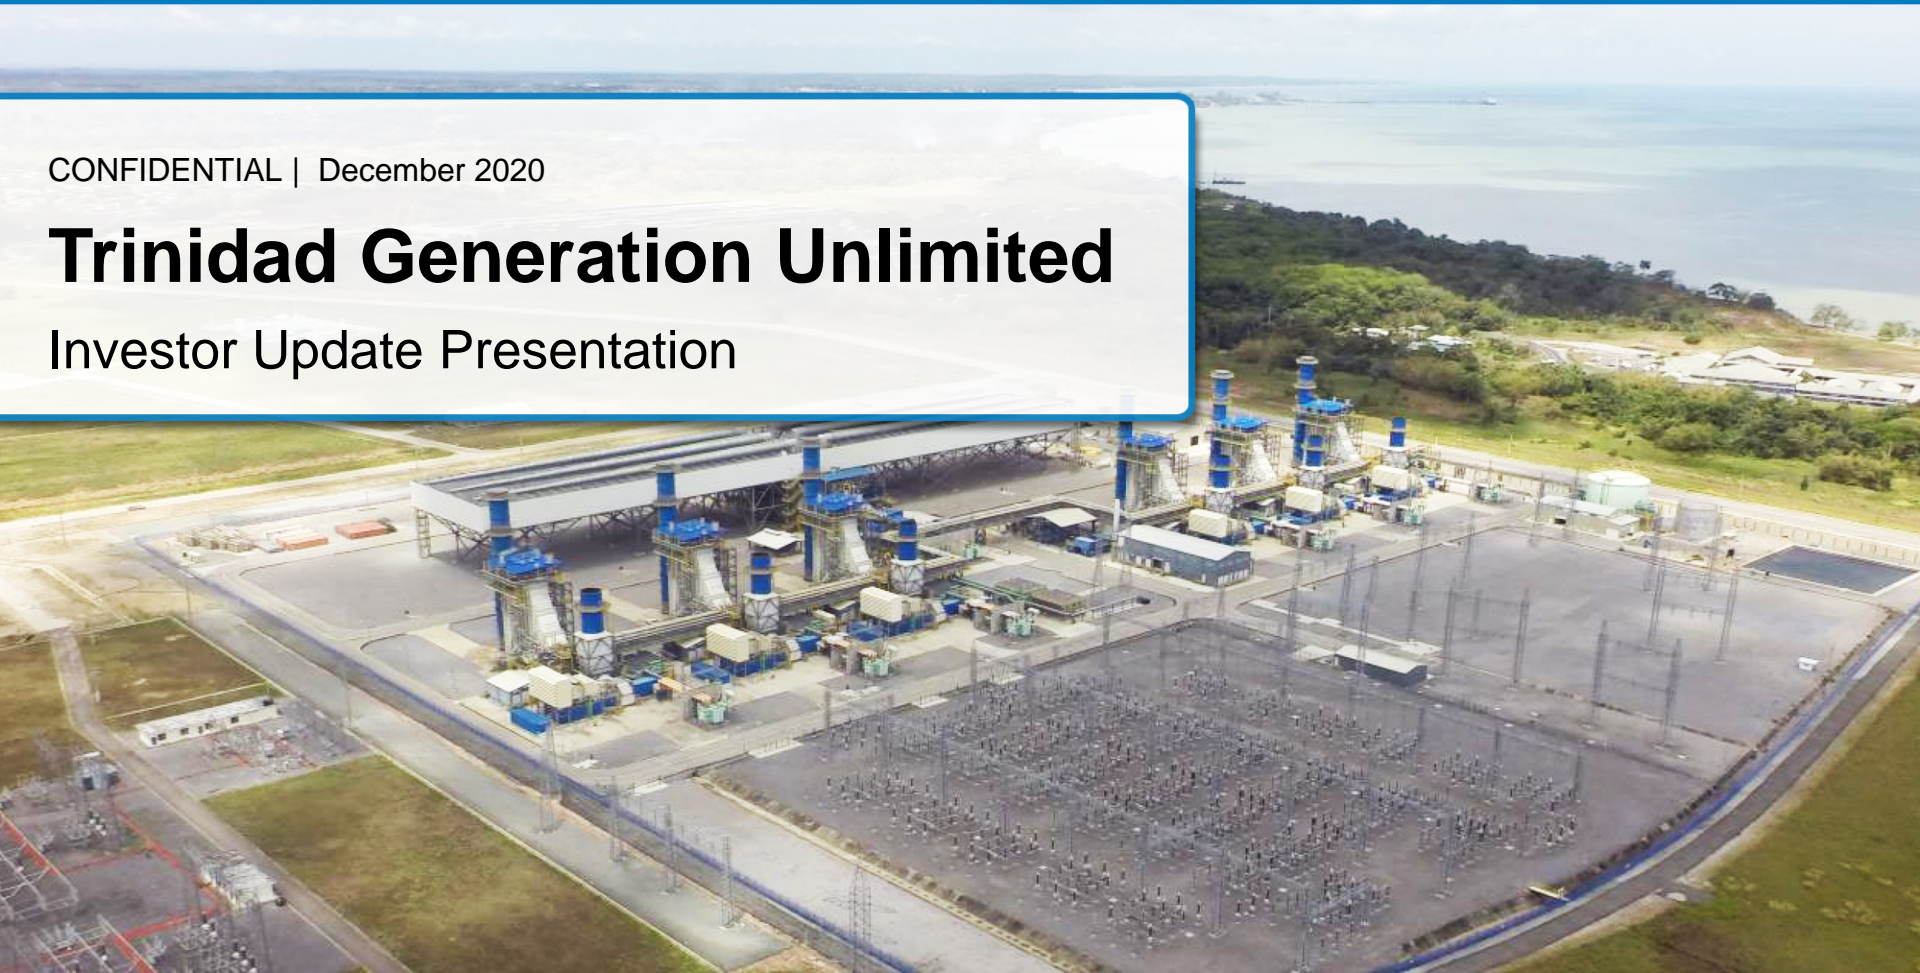 CONFIDENTIAL | December 2020
Trinidad Generation Unlimited
Investor Update Presentation